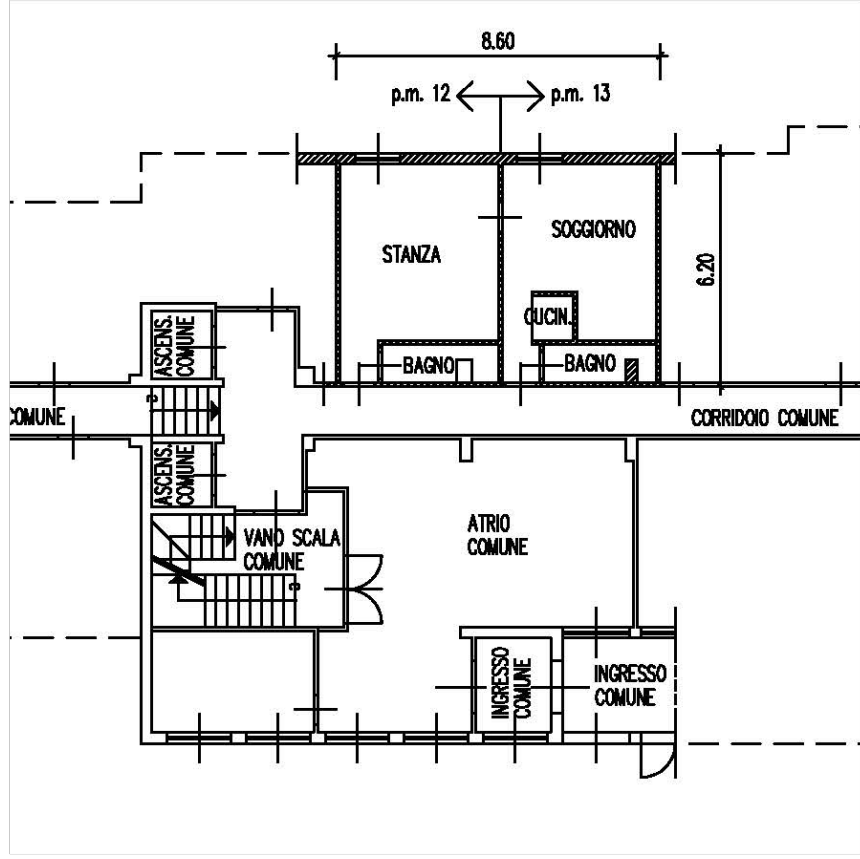 8.60
p.m. 12
p.m. 13
STANZA
SOGGIORNO
6.20
CUCIN.
BAGNO
BAGNO
ASCENS.
COMUNE
COMUNE
CORRIDOIO COMUNE
ASCENS.
COMUNE
VANO SCALA
COMUNE
ATRIO
COMUNE
INGRESSO
COMUNE
INGRESSO
COMUNE